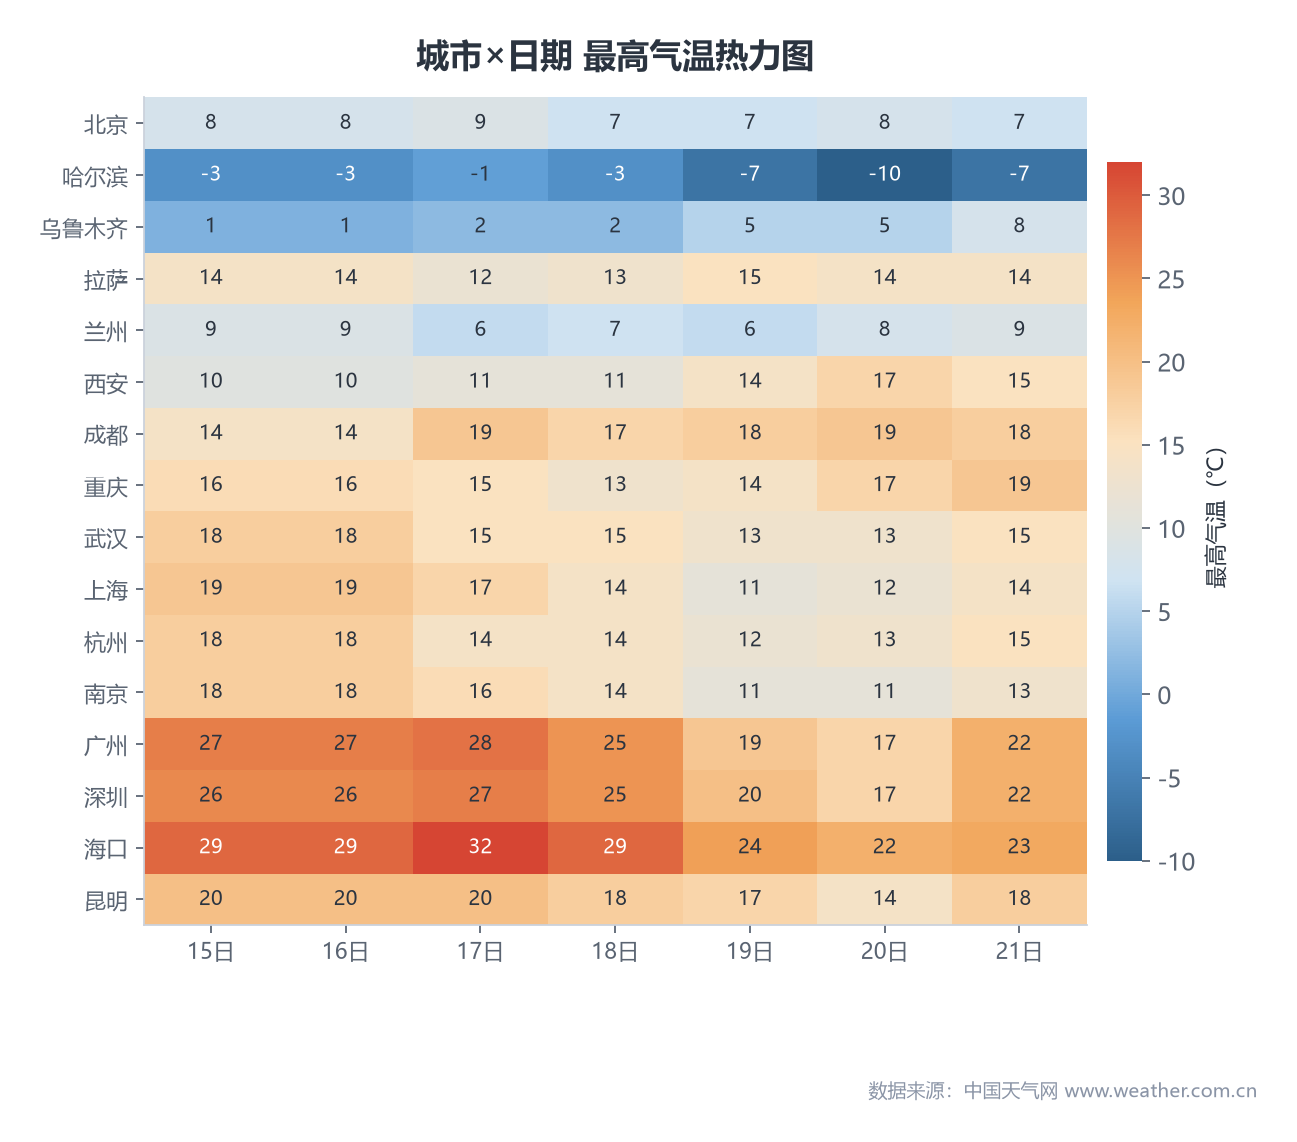 城市×日期 最高气温热力图
北京 8 8 9 7 7 8 7
哈尔滨 -3 -3 -1 -3 -7 -10 -7
乌鲁木齐 1 1 2 2 5 5 8
拉萨 14 14 12 13 15 14 14
兰州 9 9 6 7 6 8 9
西安 10 10 11 11 14 17 15
成都 14 14 19 17 18 19 18
重庆 16 16 15 13 14 17 19
武汉 18 18 15 15 13 13 15
上海 19 19 17 14 11 12 14
杭州 18 18 14 14 12 13 15
南京 18 18 16 14 11 11 13
广州 27 27 28 25 19 17 22
深圳 26 26 27 25 20 17 22
海口 29 29 32 29 24 22 23
昆明 20 20 20 18 17 14 18
15日 16日 17日 18日 19日 20日 21日
30
25
20
15
10
5
0
-5
-10
最高气温（℃）
数据来源：中国天气网 www.weather.com.cn